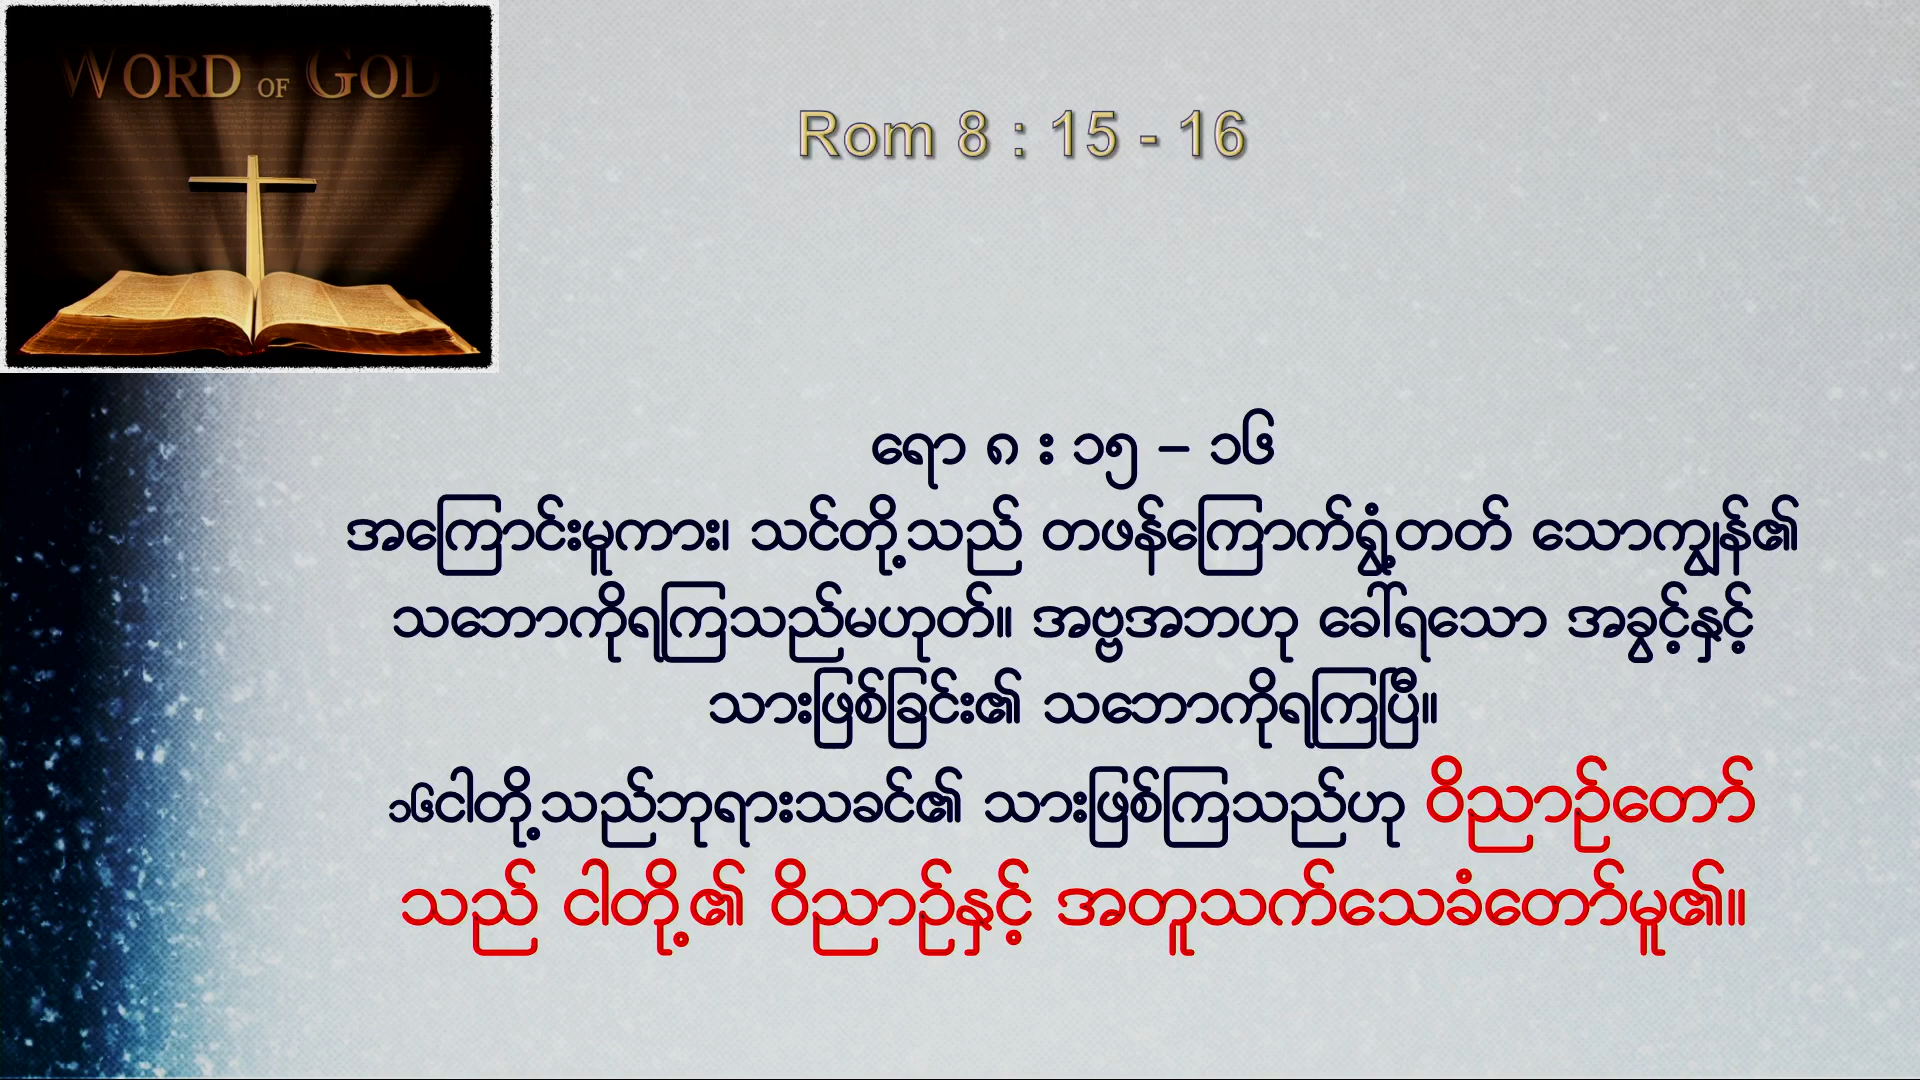 WORD OF GOD
Rom 8 : 15 - 16
ရော ၈ : ၁၅ – ၁၆
အကြောင်းမူကား၊ သင်တို့သည် တဖန်ကြောက်ရွံ့တတ် သောကျွန်၏
သဘောကိုရကြသည်မဟုတ်။ အဗ္ဗအဘဟု ခေါ်ရသော အခွင့်နှင့်
သားဖြစ်ခြင်း၏ သဘောကိုရကြပြီ။
၁၆ငါတို့သည်ဘုရားသခင်၏ သားဖြစ်ကြသည်ဟု ဝိညာဉ်တော်
သည် ငါတို့၏ ဝိညာဉ်နှင့် အတူသက်သေခံတော်မူ၏။